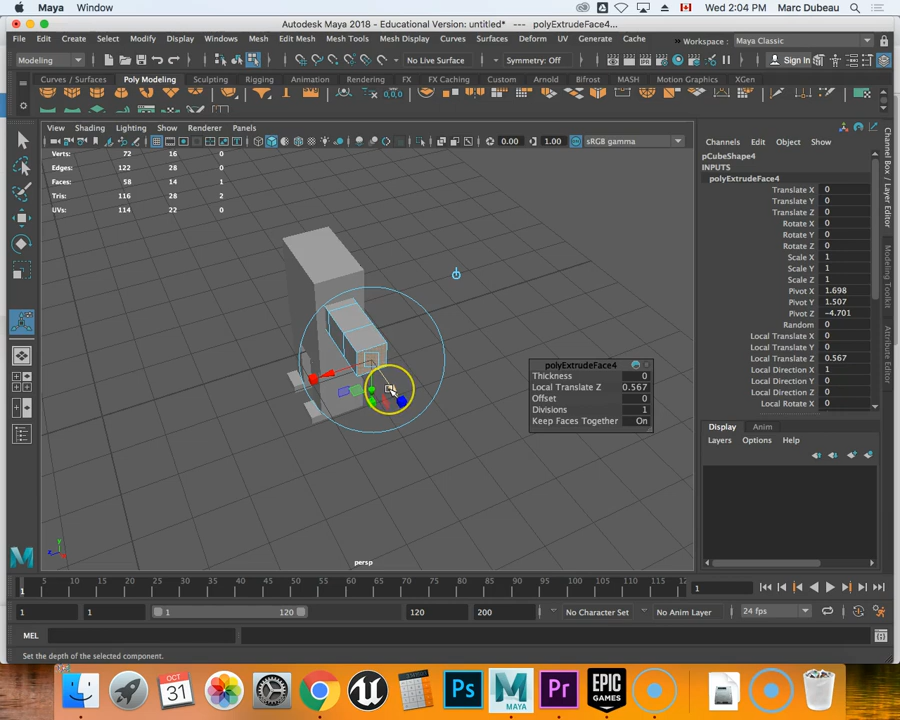 Maya Window Wed 2:04 PM Marc Dubeau
Autodesk Maya 2018 - Educational Version: untitled* --- polyExtrudeFace4...
File Edit Create Select Modify Display Windows Mesh Edit Mesh Mesh Tools Mesh Display Curves Surfaces Deform UV Generate Cache Workspace : Maya Classic
Modeling No Live Surface Symmetry: Off Sign In
Curves / Surfaces Poly Modeling Sculpting Rigging Animation Rendering FX FX Caching Custom Arnold Bifrost MASH Motion Graphics XGen
View Shading Lighting Show Renderer Panels
0.00 1.00 sRGB gamma
Verts: 72 16 0
Edges: 122 28 0
Faces: 58 14 1
Tris: 116 28 2
UVs: 114 22 0
polyExtrudeFace4
Thickness 0
Local Translate Z 0.567
Offset 0
Divisions 1
Keep Faces Together On
persp
Channels Edit Object Show
pCubeShape4
INPUTS
polyExtrudeFace4
Translate X 0
Translate Y 0
Translate Z 0
Rotate X 0
Rotate Y 0
Rotate Z 0
Scale X 1
Scale Y 1
Scale Z 1
Pivot X 1.698
Pivot Y 1.507
Pivot Z -4.701
Random 0
Local Translate X 0
Local Translate Y 0
Local Translate Z 0.567
Local Direction X 1
Local Direction Y 0
Local Direction Z 0
Local Rotate X 0
Display Anim
Layers Options Help
Channel Box / Layer Editor
Modeling Toolkit
Attribute Editor
5 10 15 20 25 30 35 40 45 50 55 60 65 70 75 80 85 90 95 100 105 110 115 12
1
1
1 1 1 120 120 200 No Character Set No Anim Layer 24 fps
MEL
Set the depth of the selected component.
OCT
31
Ps
MAYA
Pr
EPIC
GAMES